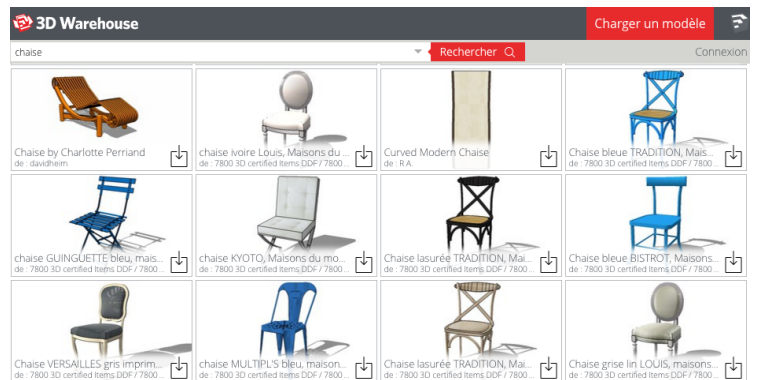 3D Warehouse
Charger un modèle
chaise
Rechercher
Connexion
Chaise by Charlotte Perriand
de : davidheim
chaise ivoire Louis, Maisons du ...
de : 7800 3D certified Items DDF / 7800 ...
Curved Modern Chaise
de : R.A.
Chaise bleue TRADITION, Mais...
de : 7800 3D certified Items DDF / 7800 ...
chaise GUINGUETTE bleu, mais...
de : 7800 3D certified Items DDF / 7800 ...
chaise KYOTO, Maisons du mo...
de : 7800 3D certified Items DDF / 7800 ...
Chaise lasurée TRADITION, Mai...
de : 7800 3D certified Items DDF / 7800 ...
Chaise bleue BISTROT, Maisons...
de : 7800 3D certified Items DDF / 7800 ...
Chaise VERSAILLES gris imprim...
de : 7800 3D certified Items DDF / 7800 ...
chaise MULTIPL'S bleu, maison...
de : 7800 3D certified Items DDF / 7800 ...
Chaise lasurée TRADITION, Mai...
de : 7800 3D certified Items DDF / 7800 ...
Chaise grise lin LOUIS, maisons...
de : 7800 3D certified Items DDF / 7800 ...